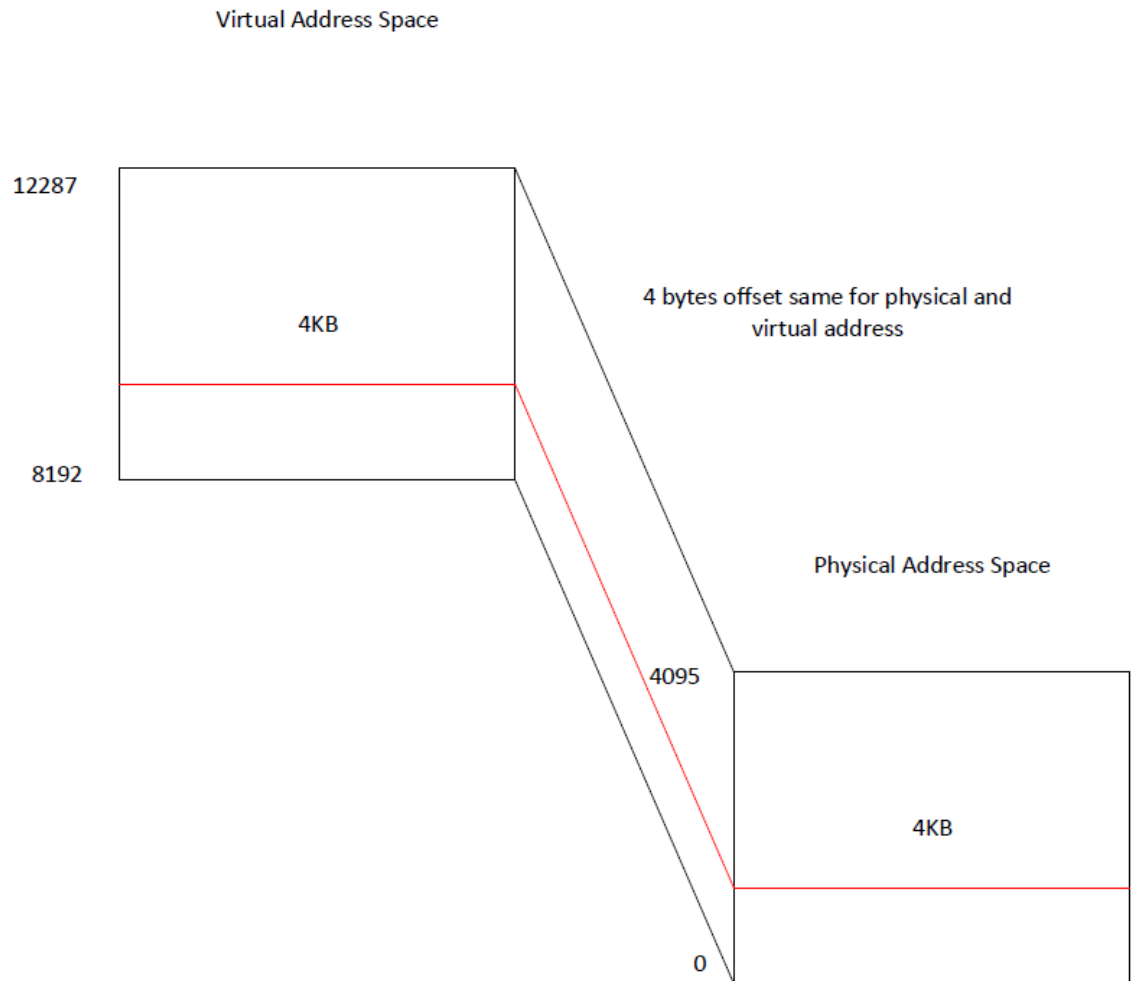 Virtual Address Space
12287
4KB
4 bytes offset same for physical and
virtual address
8192
Physical Address Space
4095
4KB
0